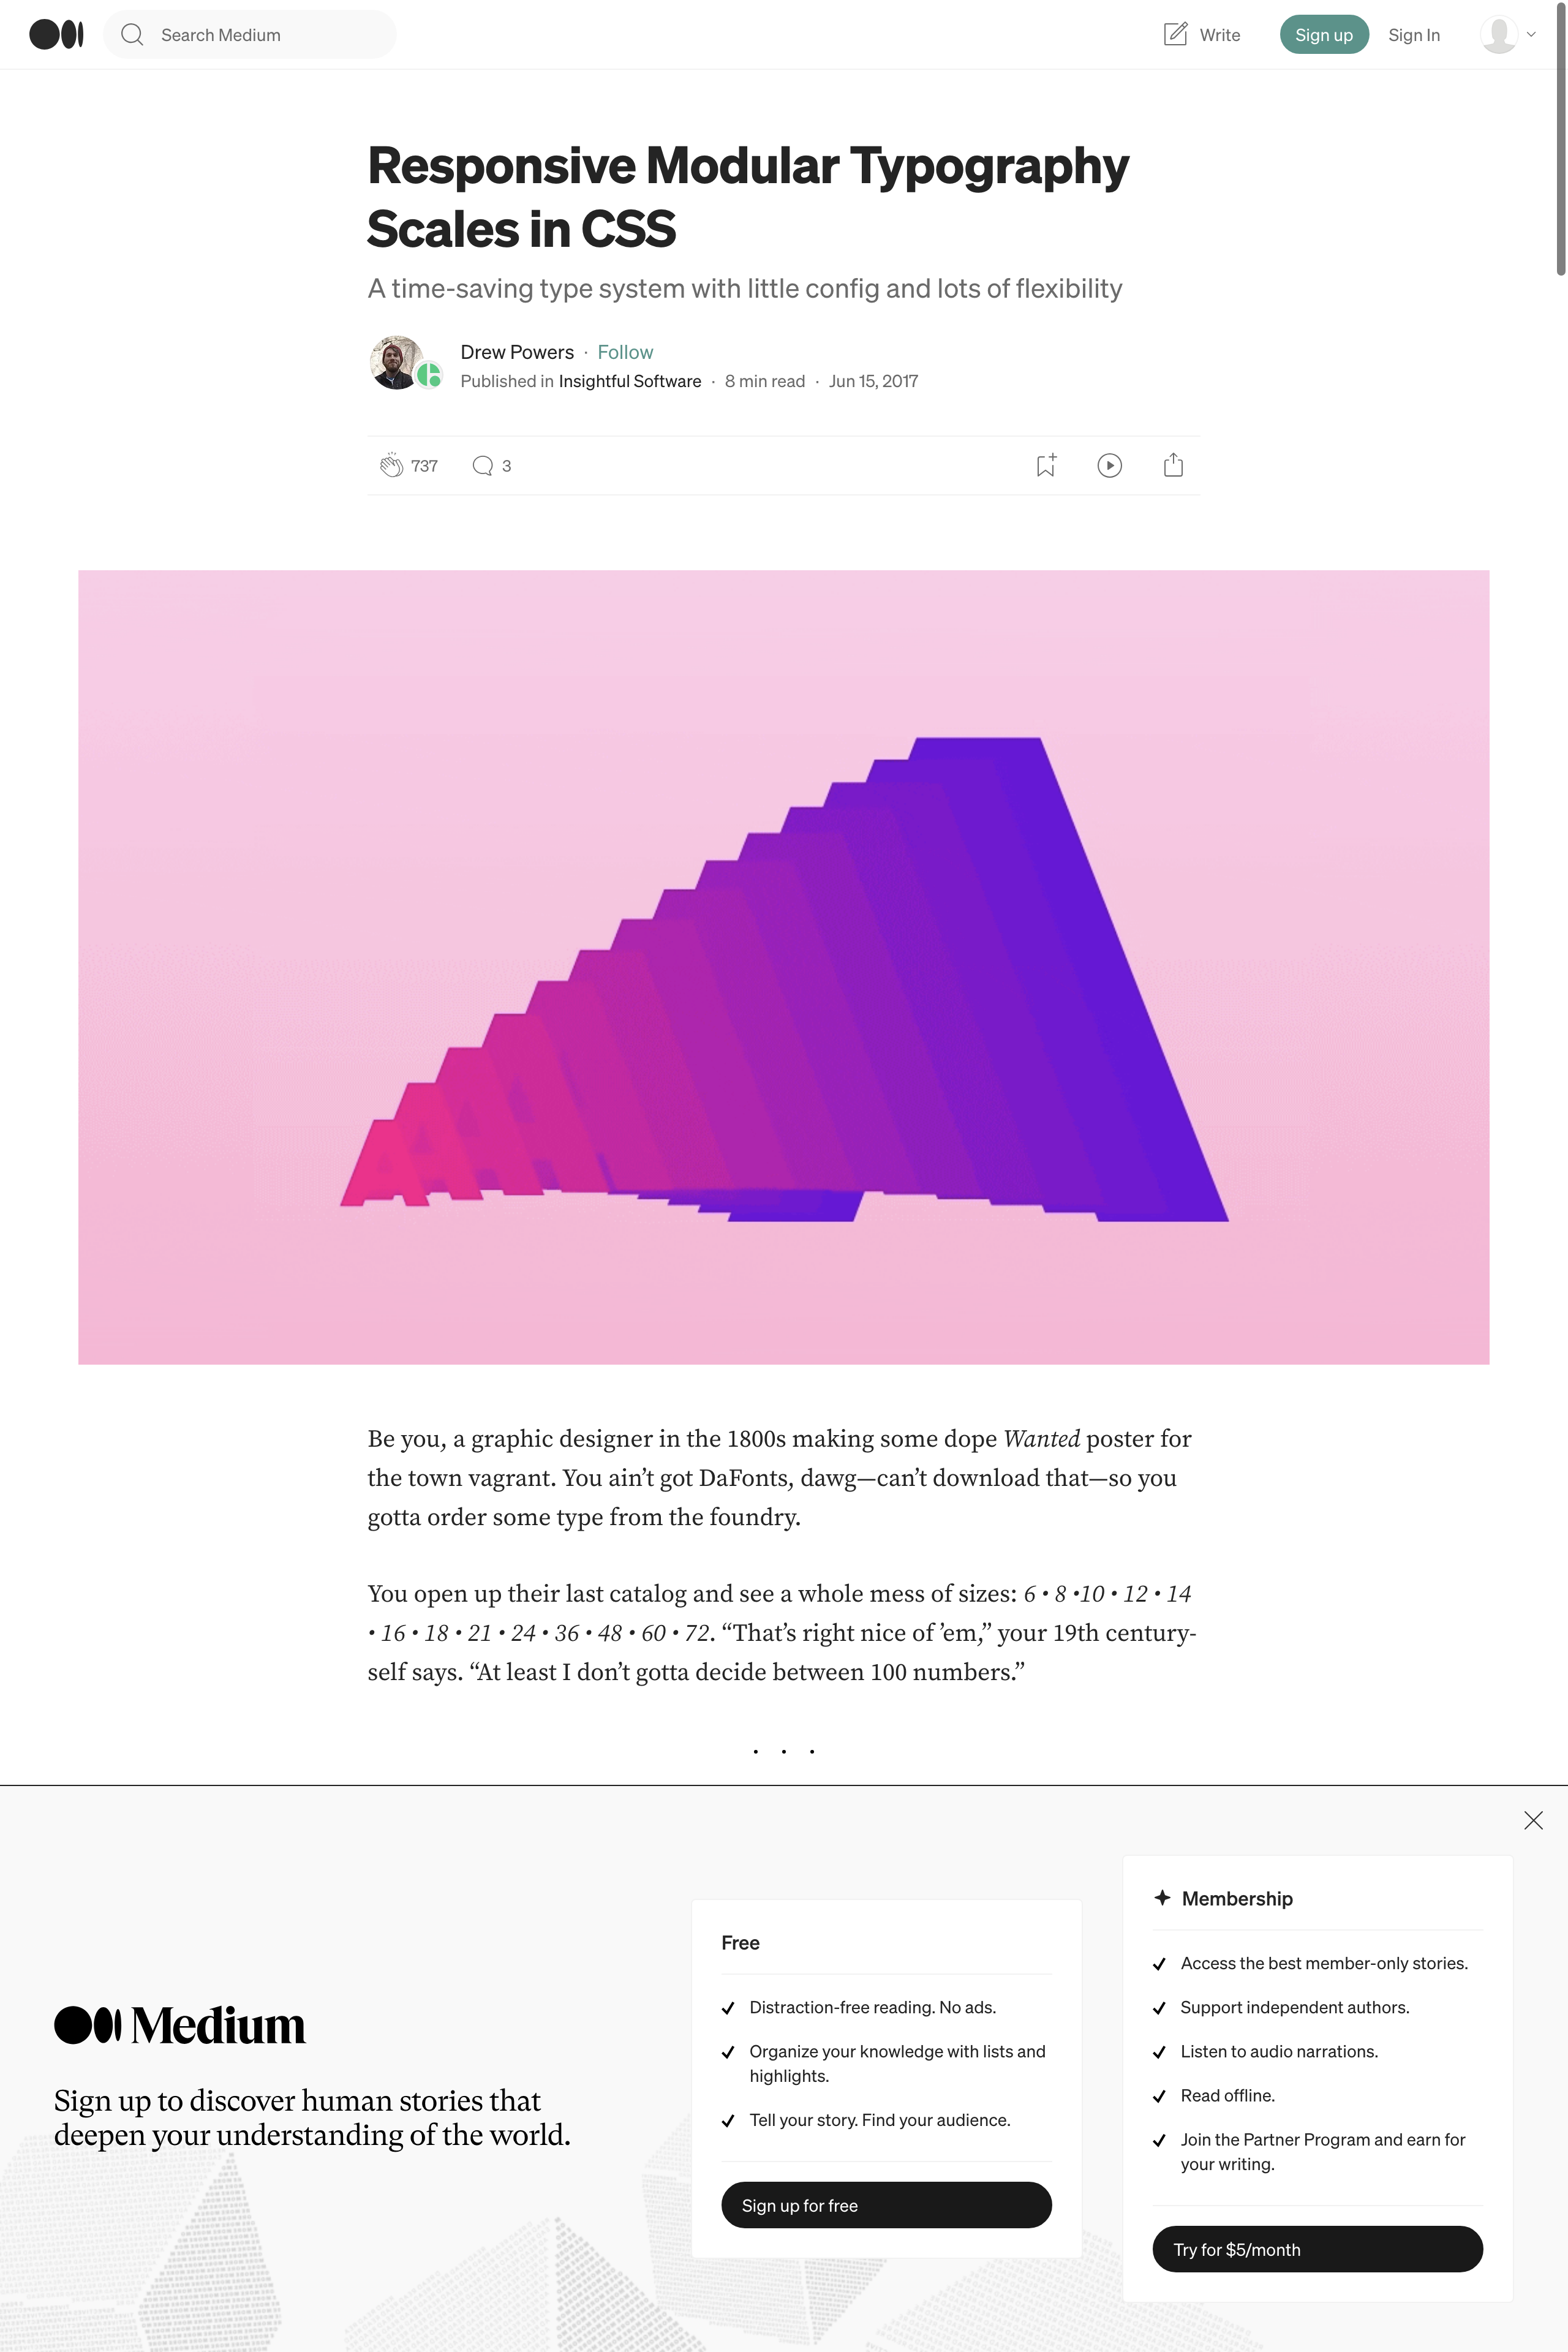 Search Medium
Write
Sign up
Sign In
Responsive Modular Typography
Scales in CSS
A time-saving type system with little config and lots of flexibility
Drew Powers · Follow
Published in Insightful Software · 8 min read · Jun 15, 2017
737
3
Be you, a graphic designer in the 1800s making some dope Wanted poster for
the town vagrant. You ain’t got DaFonts, dawg—can’t download that—so you
gotta order some type from the foundry.
You open up their last catalog and see a whole mess of sizes: 6 • 8 •10 • 12 • 14
• 16 • 18 • 21 • 24 • 36 • 48 • 60 • 72. “That’s right nice of ’em,” your 19th century-
self says. “At least I don’t gotta decide between 100 numbers.”
. . .
Medium
Sign up to discover human stories that
deepen your understanding of the world.
Free
Distraction-free reading. No ads.
Organize your knowledge with lists and
highlights.
Tell your story. Find your audience.
Sign up for free
Membership
Access the best member-only stories.
Support independent authors.
Listen to audio narrations.
Read offline.
Join the Partner Program and earn for
your writing.
Try for $5/month